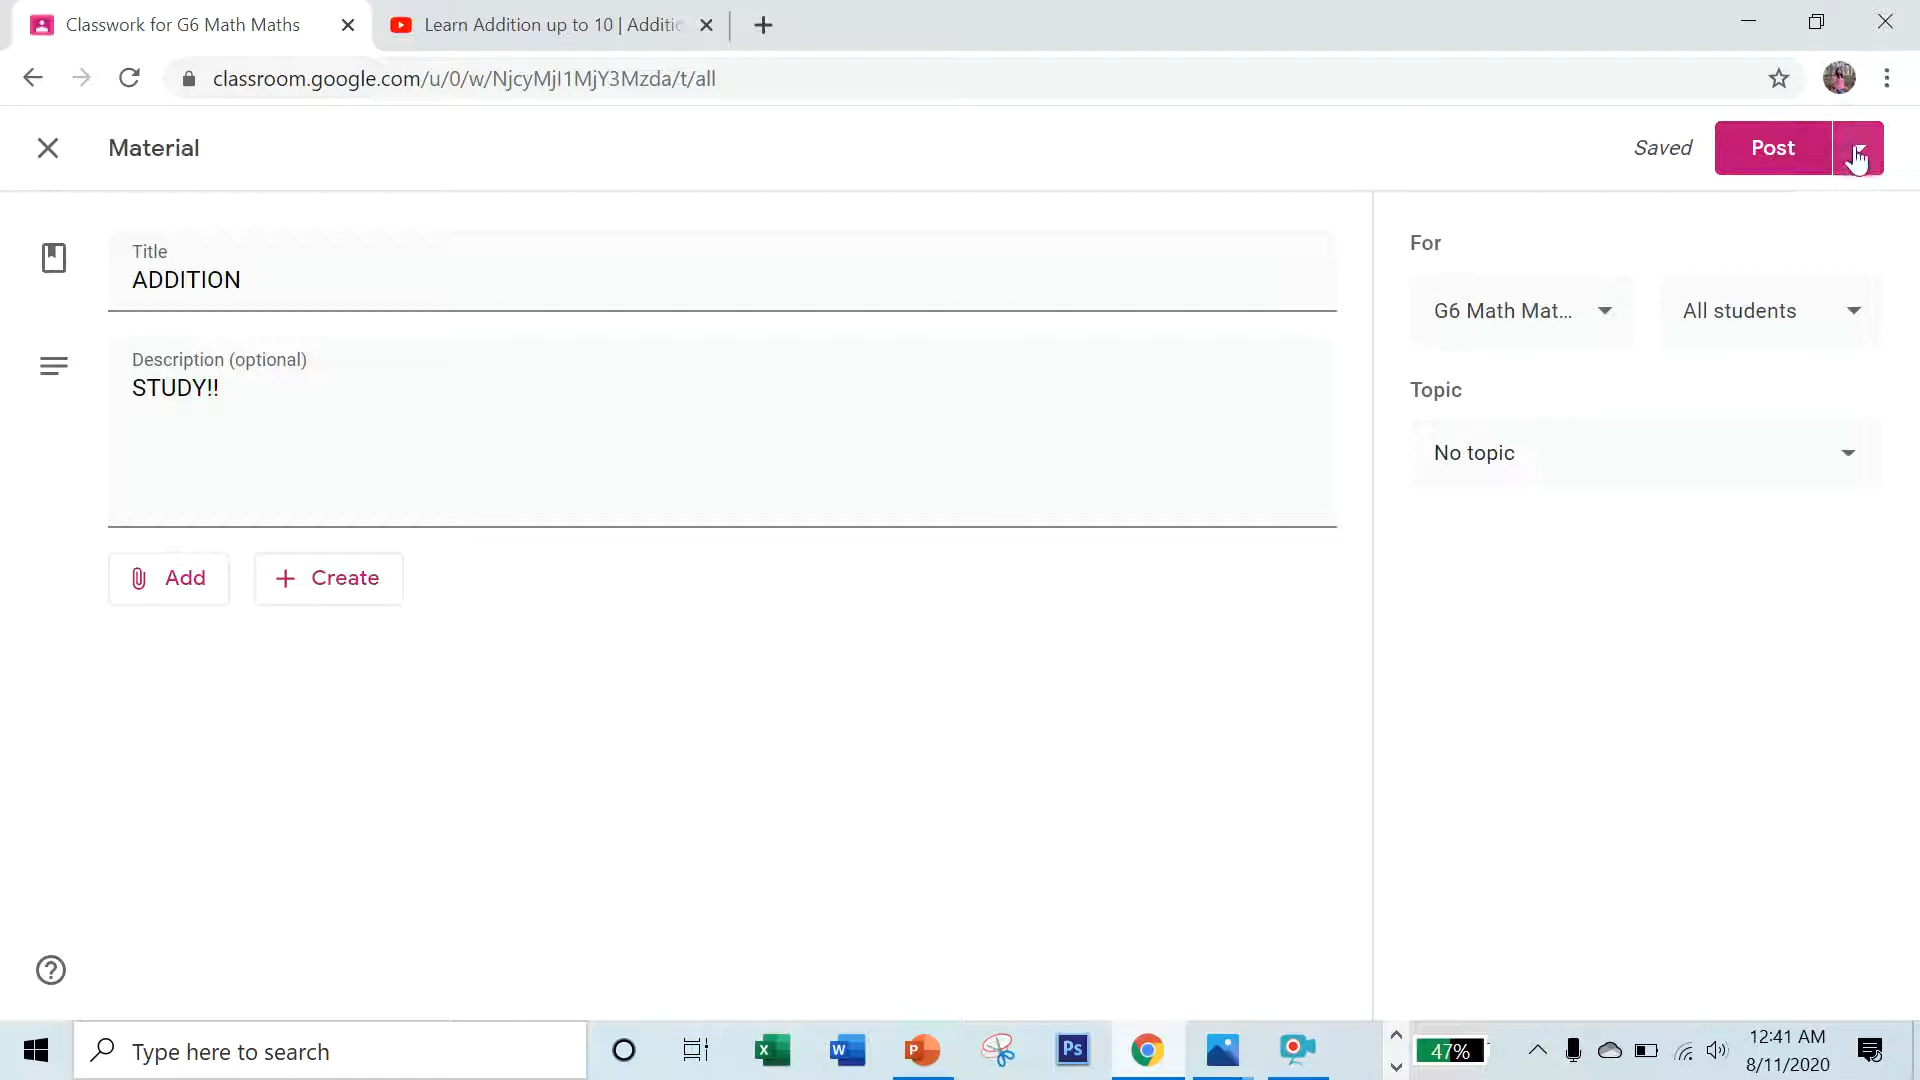 Classwork for G6 Math Maths
Learn Addition up to 10 | Additi
classroom.google.com/u/0/w/NjcyMjI1MjY3Mzda/t/all
Material
Saved
Post
Title
ADDITION
Description (optional)
STUDY!!
Add
Create
For
G6 Math Mat...
All students
Topic
No topic
Type here to search
47%
12:41 AM
8/11/2020